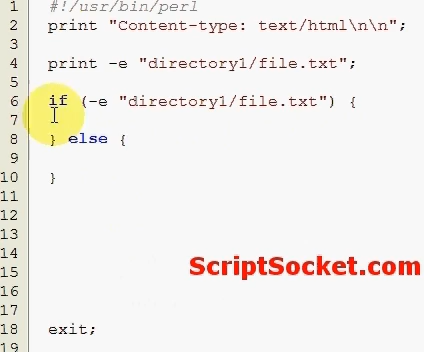 1 #!/usr/bin/perl
2 print "Content-type: text/html\n\n";
3
4 print -e "directory1/file.txt";
5
6 if (-e "directory1/file.txt") {
7
8 } else {
9
10 }
11
12
13
14 ScriptSocket.com
15
16
17
18 exit;
19